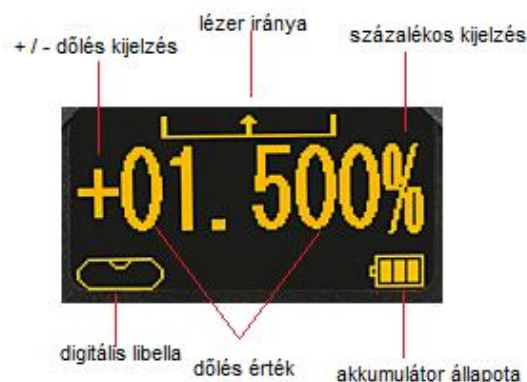 lézer iránya
+ / - dőlés kijelzés
százalékos kijelzés
+01.500%
digitális libella
dőlés érték
akkumulátor állapota